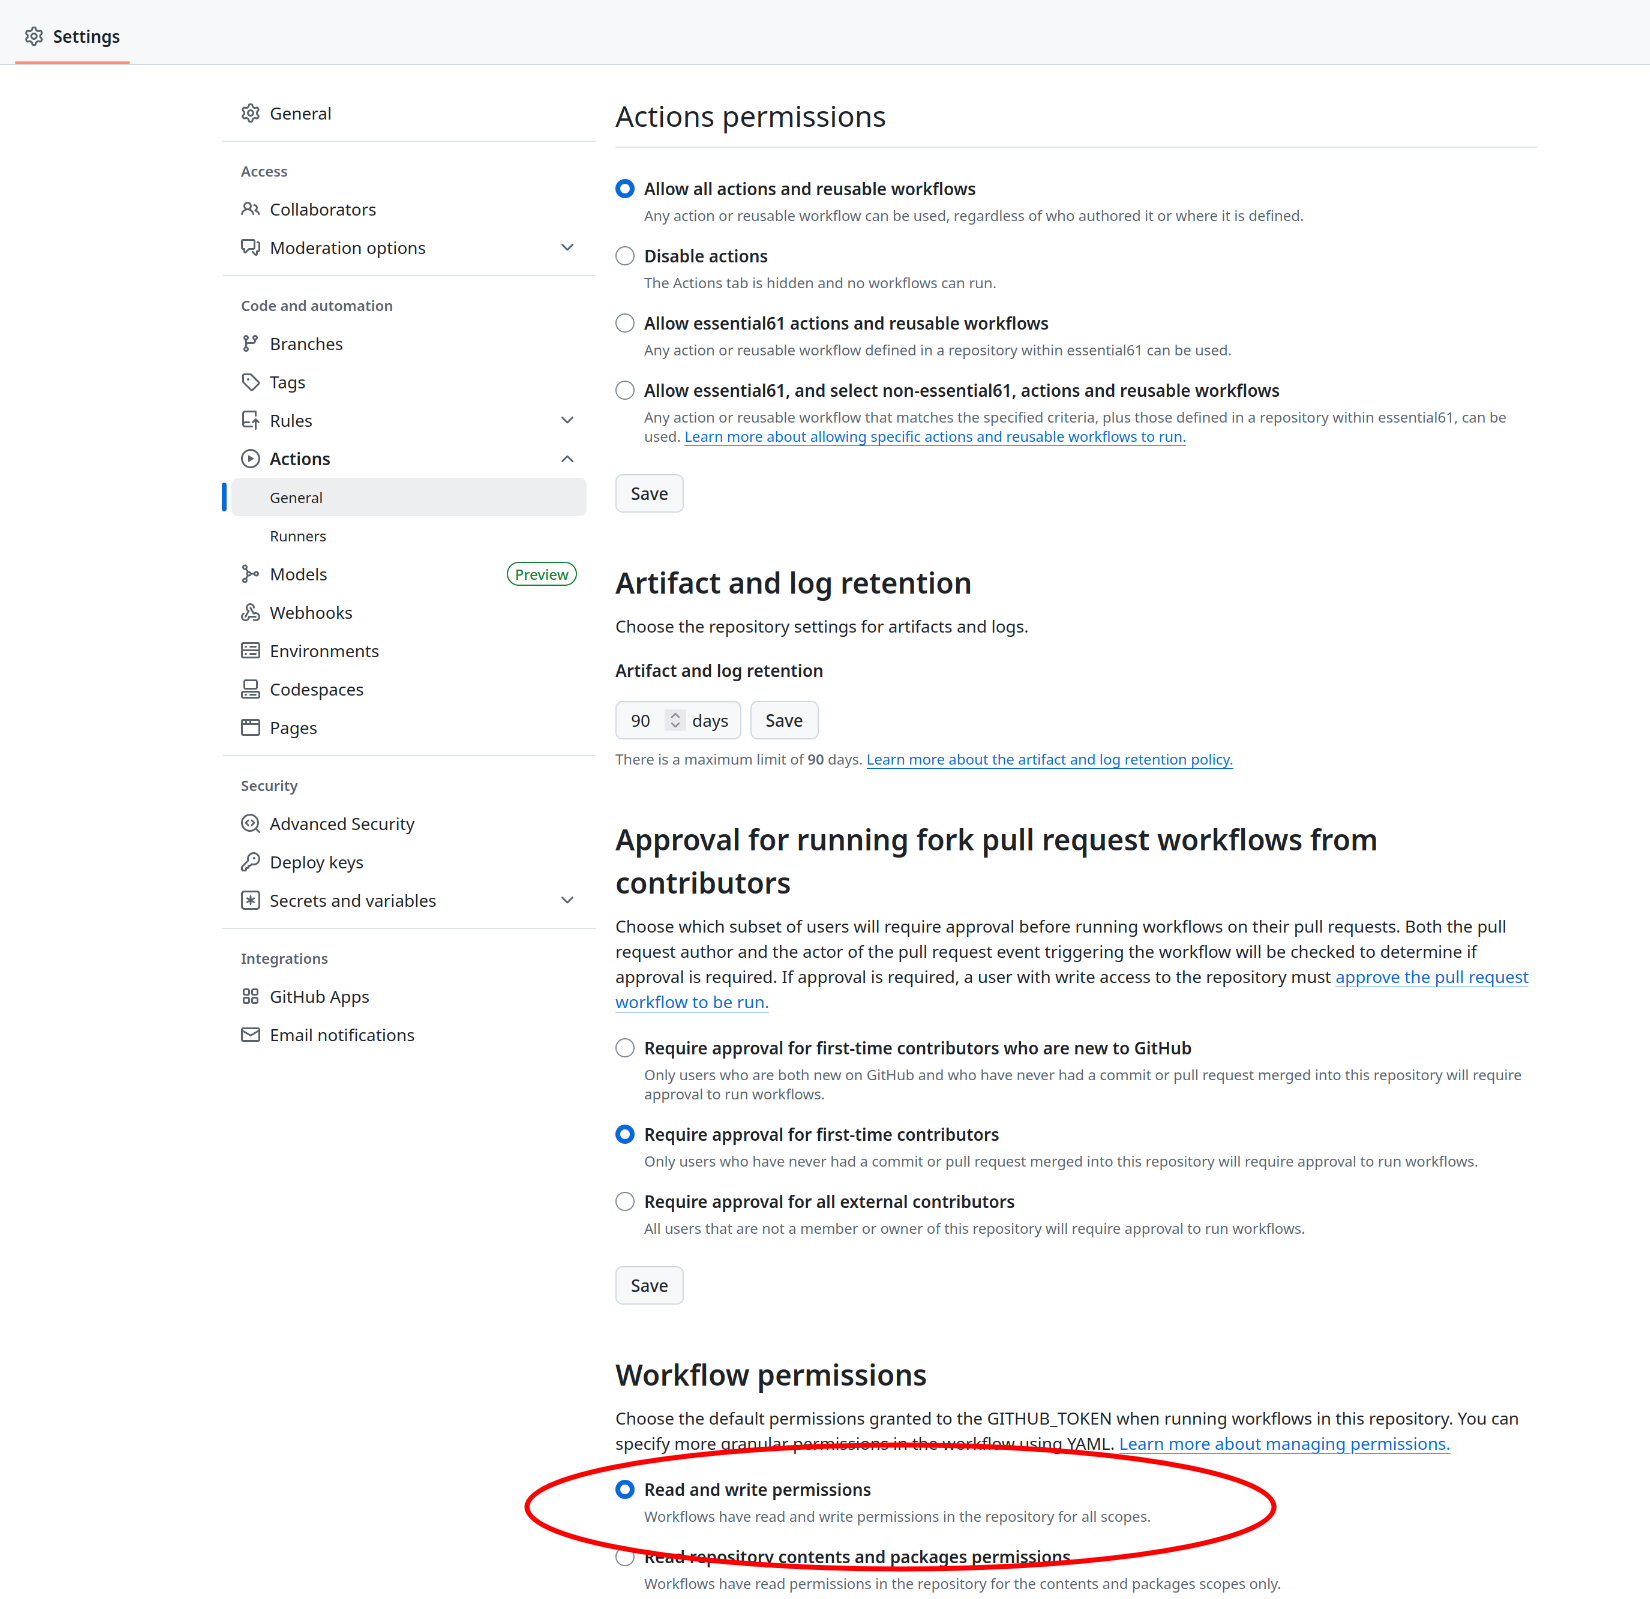 Settings
General
Access
Collaborators
Moderation options
Code and automation
Branches
Tags
Rules
Actions
General
Runners
Models
Preview
Webhooks
Environments
Codespaces
Pages
Security
Advanced Security
Deploy keys
Secrets and variables
Integrations
GitHub Apps
Email notifications
Actions permissions
Allow all actions and reusable workflows
Any action or reusable workflow can be used, regardless of who authored it or where it is defined.
Disable actions
The Actions tab is hidden and no workflows can run.
Allow essential61 actions and reusable workflows
Any action or reusable workflow defined in a repository within essential61 can be used.
Allow essential61, and select non-essential61, actions and reusable workflows
Any action or reusable workflow that matches the specified criteria, plus those defined in a repository within essential61, can be
used. Learn more about allowing specific actions and reusable workflows to run.
Save
Artifact and log retention
Choose the repository settings for artifacts and logs.
Artifact and log retention
90 days Save
There is a maximum limit of 90 days. Learn more about the artifact and log retention policy.
Approval for running fork pull request workflows from
contributors
Choose which subset of users will require approval before running workflows on their pull requests. Both the pull
request author and the actor of the pull request event triggering the workflow will be checked to determine if
approval is required. If approval is required, a user with write access to the repository must approve the pull request
workflow to be run.
Require approval for first-time contributors who are new to GitHub
Only users who are both new on GitHub and who have never had a commit or pull request merged into this repository will require
approval to run workflows.
Require approval for first-time contributors
Only users who have never had a commit or pull request merged into this repository will require approval to run workflows.
Require approval for all external contributors
All users that are not a member or owner of this repository will require approval to run workflows.
Save
Workflow permissions
Choose the default permissions granted to the GITHUB_TOKEN when running workflows in this repository. You can
specify more granular permissions in the workflow using YAML. Learn more about managing permissions.
Read and write permissions
Workflows have read and write permissions in the repository for all scopes.
Read repository contents and packages permissions
Workflows have read permissions in the repository for the contents and packages scopes only.